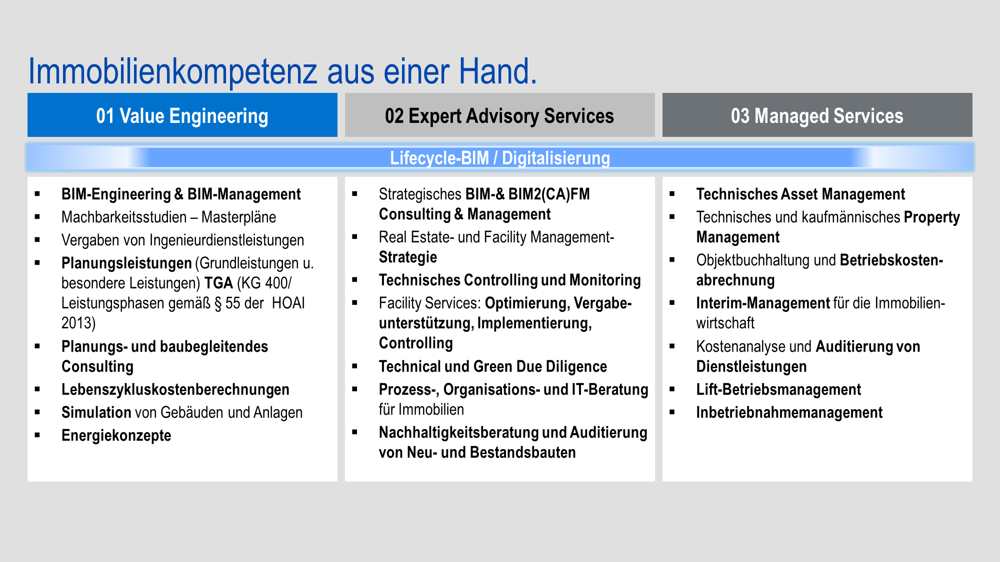 Immobilienkompetenz aus einer Hand.
01 Value Engineering
02 Expert Advisory Services
03 Managed Services
Lifecycle-BIM / Digitalisierung
▪ BIM-Engineering & BIM-Management
▪ Machbarkeitsstudien – Masterpläne
▪ Vergaben von Ingenieurdienstleistungen
▪ Planungsleistungen (Grundleistungen u.
besondere Leistungen) TGA (KG 400/
Leistungsphasen gemäß § 55 der HOAI
2013)
▪ Planungs- und baubegleitendes
Consulting
▪ Lebenszykluskostenberechnungen
▪ Simulation von Gebäuden und Anlagen
▪ Energiekonzepte
▪ Strategisches BIM-& BIM2(CA)FM
Consulting & Management
▪ Real Estate- und Facility Management-
Strategie
▪ Technisches Controlling und Monitoring
▪ Facility Services: Optimierung, Vergabe-
unterstützung, Implementierung,
Controlling
▪ Technical und Green Due Diligence
▪ Prozess-, Organisations- und IT-Beratung
für Immobilien
▪ Nachhaltigkeitsberatung und Auditierung
von Neu- und Bestandsbauten
▪ Technisches Asset Management
▪ Technisches und kaufmännisches Property
Management
▪ Objektbuchhaltung und Betriebskosten-
abrechnung
▪ Interim-Management für die Immobilien-
wirtschaft
▪ Kostenanalyse und Auditierung von
Dienstleistungen
▪ Lift-Betriebsmanagement
▪ Inbetriebnahmemanagement